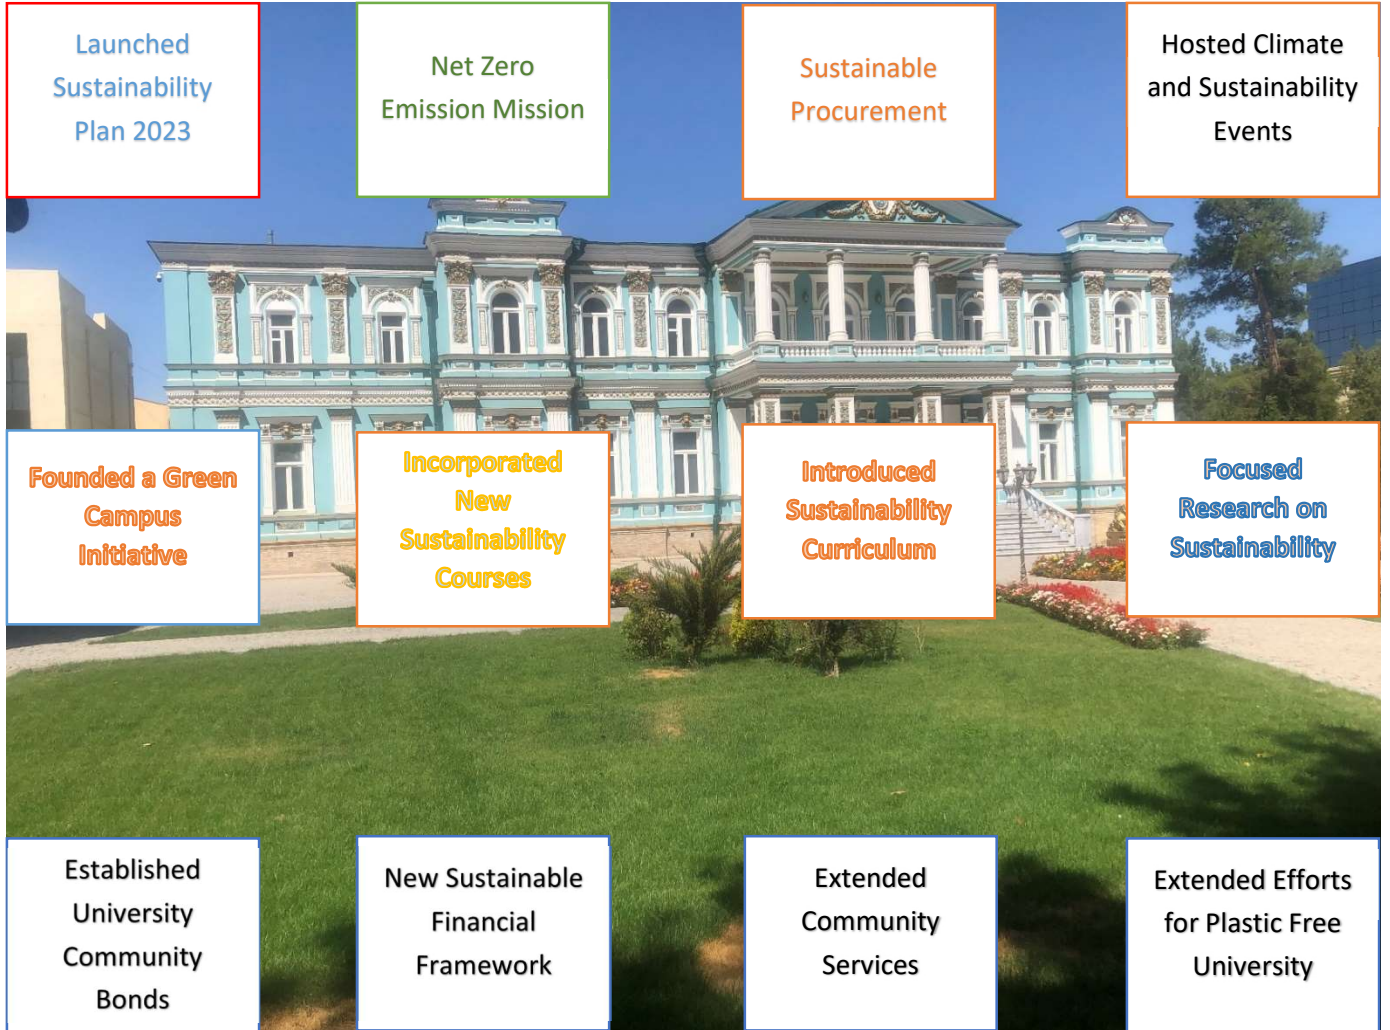 Launched
Sustainability
Plan 2023
Net Zero
Emission Mission
Sustainable
Procurement
Hosted Climate
and Sustainability
Events
Founded a Green
Campus
Initiative
Incorporated
New
Sustainability
Courses
Introduced
Sustainability
Curriculum
Focused
Research on
Sustainability
Established
University
Community
Bonds
New Sustainable
Financial
Framework
Extended
Community
Services
Extended Efforts
for Plastic Free
University